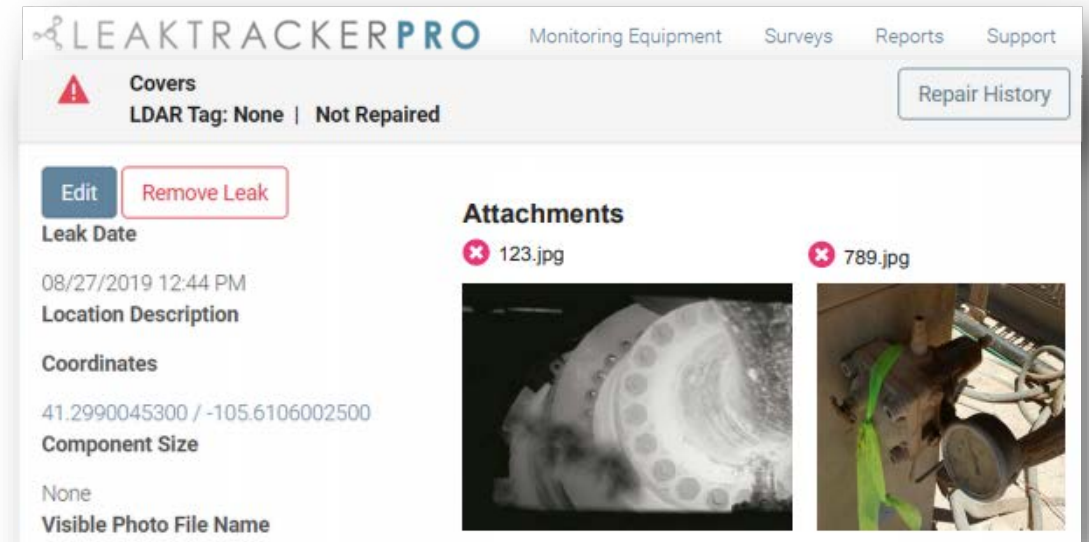 LEAKTRACKERPRO
Monitoring Equipment Surveys Reports Support
Covers
LDAR Tag: None | Not Repaired
Repair History
Edit Remove Leak
Leak Date
08/27/2019 12:44 PM
Location Description
Coordinates
41.2990045300 / -105.6106002500
Component Size
None
Visible Photo File Name
Attachments
123.jpg
789.jpg